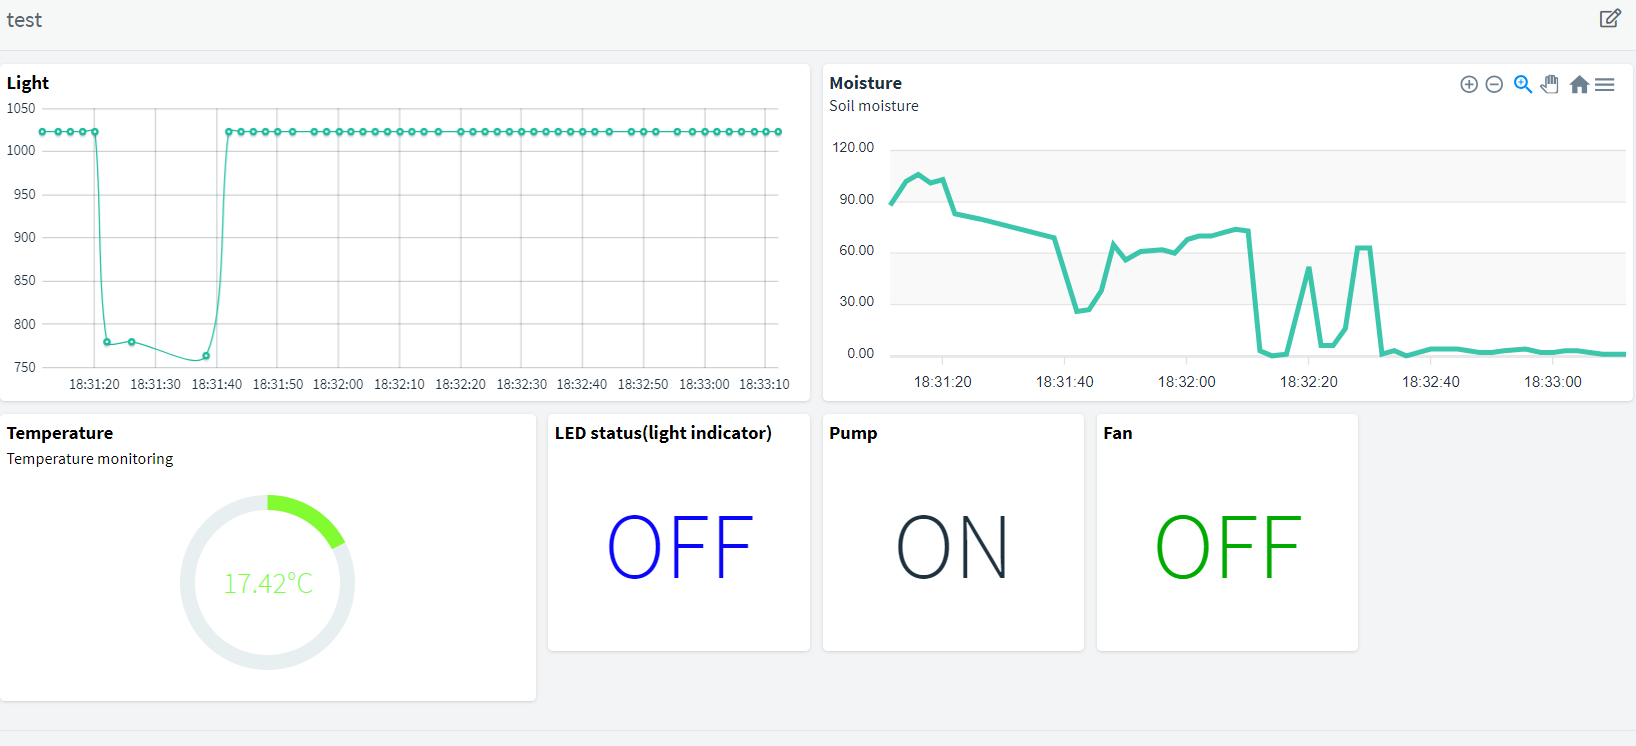 test
Light
1050
1000
950
900
850
800
750
18:31:20 18:31:30 18:31:40 18:31:50 18:32:00 18:32:10 18:32:20 18:32:30 18:32:40 18:32:50 18:33:00 18:33:10
Moisture
Soil moisture
120.00
90.00
60.00
30.00
0.00
18:31:20 18:31:40 18:32:00 18:32:20 18:32:40 18:33:00
Temperature
Temperature monitoring
17.42°C
LED status(light indicator)
OFF
Pump
ON
Fan
OFF